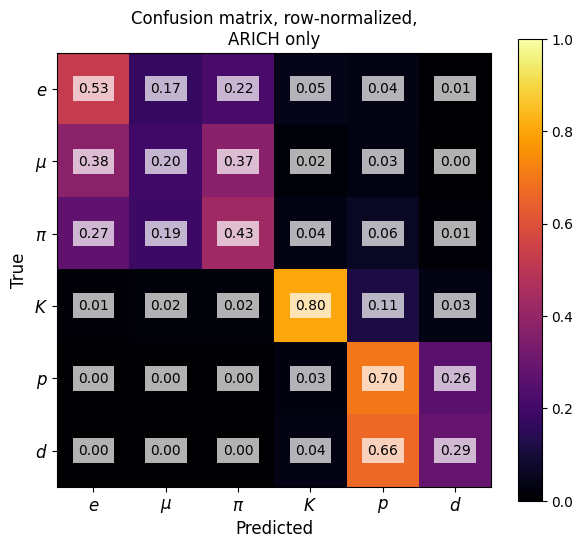 Confusion matrix, row-normalized,
ARICH only
True
e 0.53 0.17 0.22 0.05 0.04 0.01
μ 0.38 0.20 0.37 0.02 0.03 0.00
π 0.27 0.19 0.43 0.04 0.06 0.01
K 0.01 0.02 0.02 0.80 0.11 0.03
p 0.00 0.00 0.00 0.03 0.70 0.26
d 0.00 0.00 0.00 0.04 0.66 0.29
e μ π K p d
Predicted
1.0
0.8
0.6
0.4
0.2
0.0